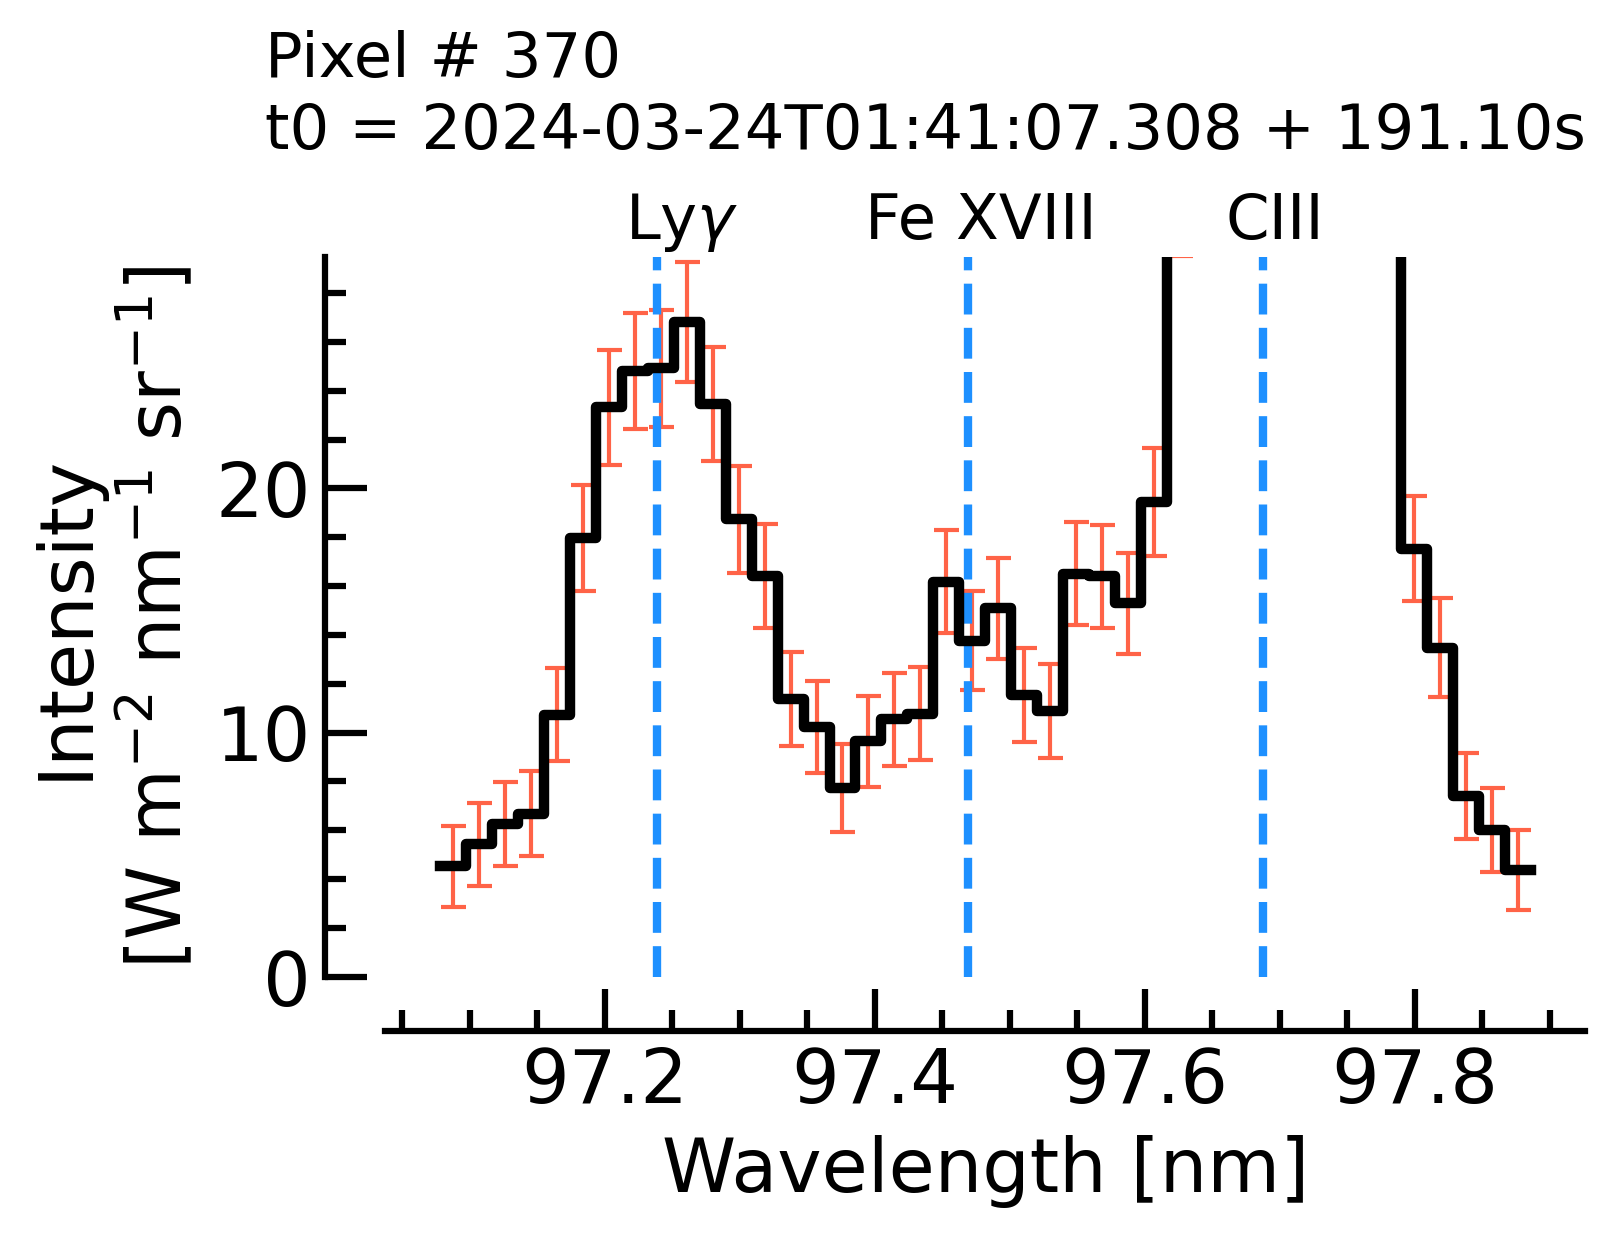 Pixel # 370
t0 = 2024-03-24T01:41:07.308 + 191.10s
Lyγ Fe XVIII CIII
Intensity
[W m⁻² nm⁻¹ sr⁻¹]
20
10
0
97.2 97.4 97.6 97.8
Wavelength [nm]